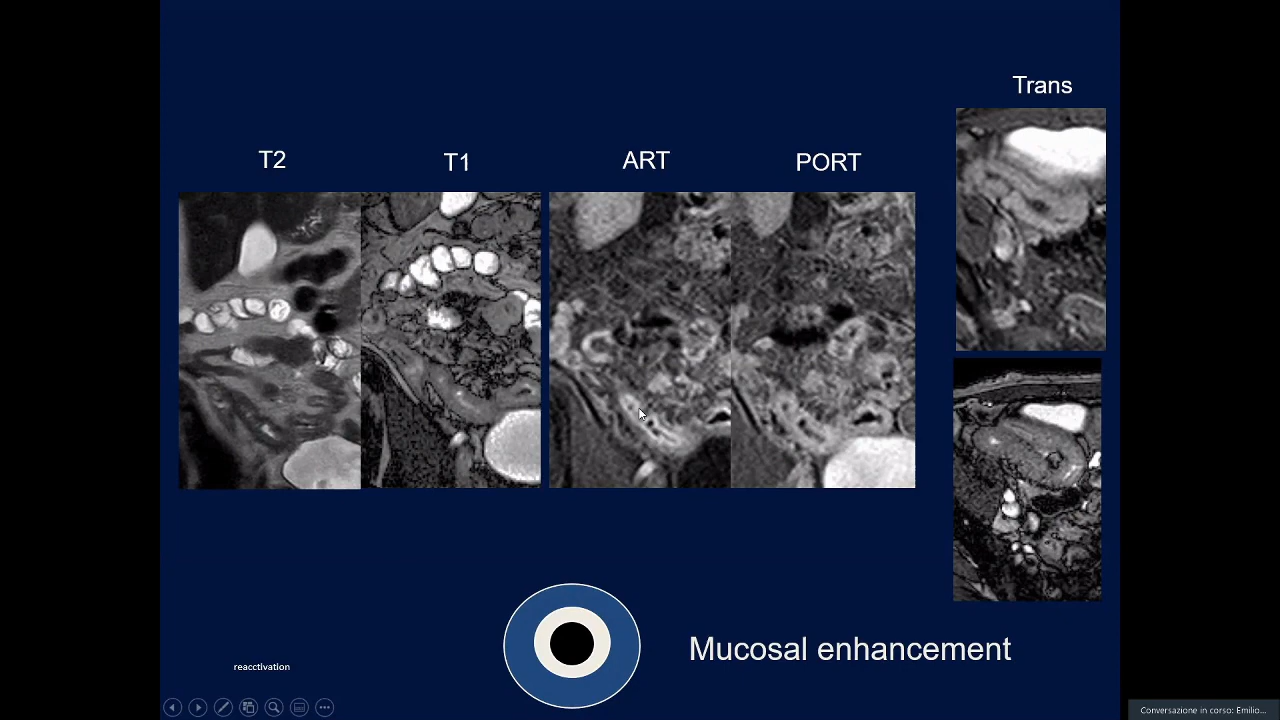 Trans
T2
T1
ART
PORT
Mucosal enhancement
reacctivation
Conversazione in corso: Emilio...